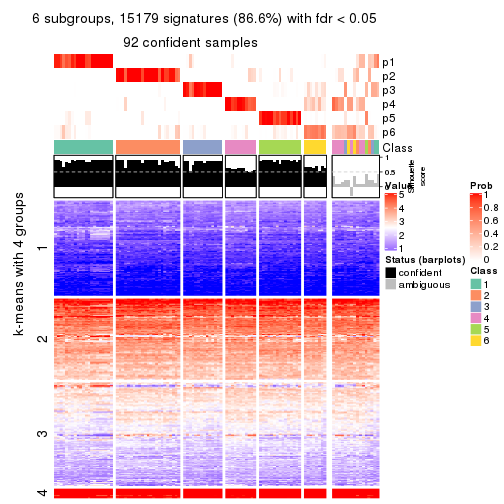 6 subgroups, 15179 signatures (86.6%) with fdr < 0.05
92 confident samples
p1
p2
p3
p4
p5
p6
Class
1
0.5
0
Silhouette
score
k-means with 4 groups
1
2
3
4
Value
5
4
3
2
1
Status (barplots)
confident
ambiguous
Prob
1
0.8
0.6
0.4
0.2
0
Class
1
2
3
4
5
6